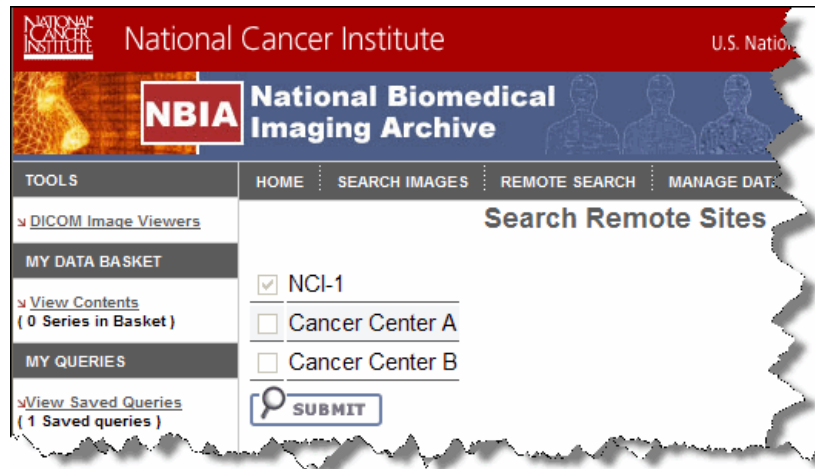 NATIONAL
CANCER
INSTITUTE
National Cancer Institute
U.S. Natio
NBIA
National Biomedical
Imaging Archive
TOOLS
HOME
SEARCH IMAGES
REMOTE SEARCH
MANAGE DAT
DICOM Image Viewers
Search Remote Sites
MY DATA BASKET
View Contents
( 0 Series in Basket )
MY QUERIES
View Saved Queries
( 1 Saved queries )
NCI-1
Cancer Center A
Cancer Center B
SUBMIT